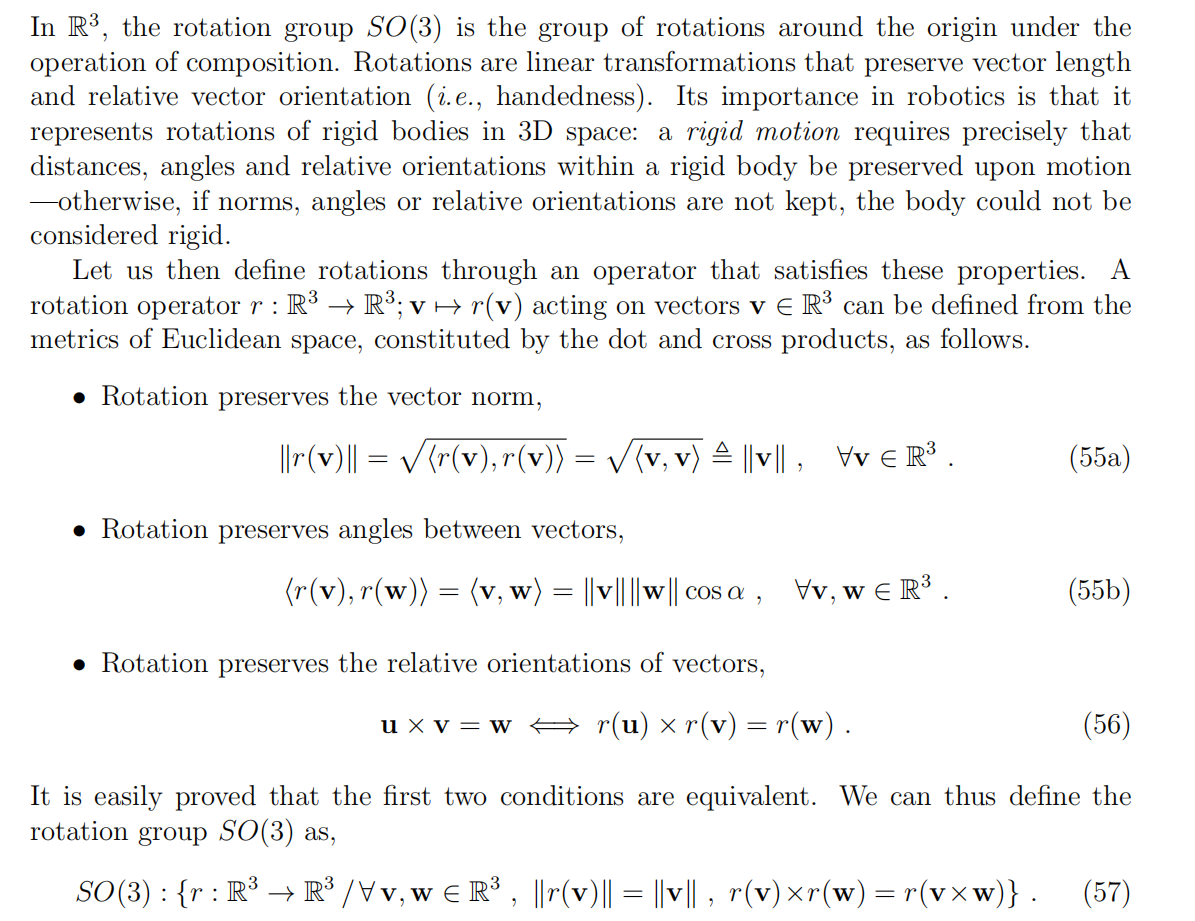 In ℝ³, the rotation group SO(3) is the group of rotations around the origin under the
operation of composition. Rotations are linear transformations that preserve vector length
and relative vector orientation (i.e., handedness). Its importance in robotics is that it
represents rotations of rigid bodies in 3D space: a rigid motion requires precisely that
distances, angles and relative orientations within a rigid body be preserved upon motion
—otherwise, if norms, angles or relative orientations are not kept, the body could not be
considered rigid.
Let us then define rotations through an operator that satisfies these properties. A
rotation operator r : ℝ³ → ℝ³; v ↦ r(v) acting on vectors v ∈ ℝ³ can be defined from the
metrics of Euclidean space, constituted by the dot and cross products, as follows.
• Rotation preserves the vector norm,
‖r(v)‖ = √⟨r(v), r(v)⟩ = √⟨v, v⟩ ≜ ‖v‖ , ∀v ∈ ℝ³ . (55a)
• Rotation preserves angles between vectors,
⟨r(v), r(w)⟩ = ⟨v, w⟩ = ‖v‖‖w‖ cos α , ∀v, w ∈ ℝ³ . (55b)
• Rotation preserves the relative orientations of vectors,
u × v = w ⟺ r(u) × r(v) = r(w) . (56)
It is easily proved that the first two conditions are equivalent. We can thus define the
rotation group SO(3) as,
SO(3) : {r : ℝ³ → ℝ³ / ∀ v, w ∈ ℝ³ , ‖r(v)‖ = ‖v‖ , r(v)×r(w) = r(v×w)} . (57)